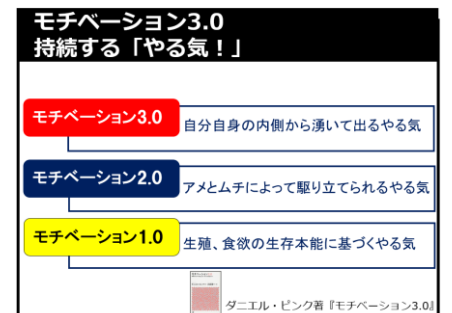 モチベーション3.0
持続する「やる気！」
モチベーション3.0
自分自身の内側から湧いて出るやる気
モチベーション2.0
アメとムチによって駆り立てられるやる気
モチベーション1.0
生殖、食欲の生存本能に基づくやる気
ダニエル・ピンク著『モチベーション3.0』